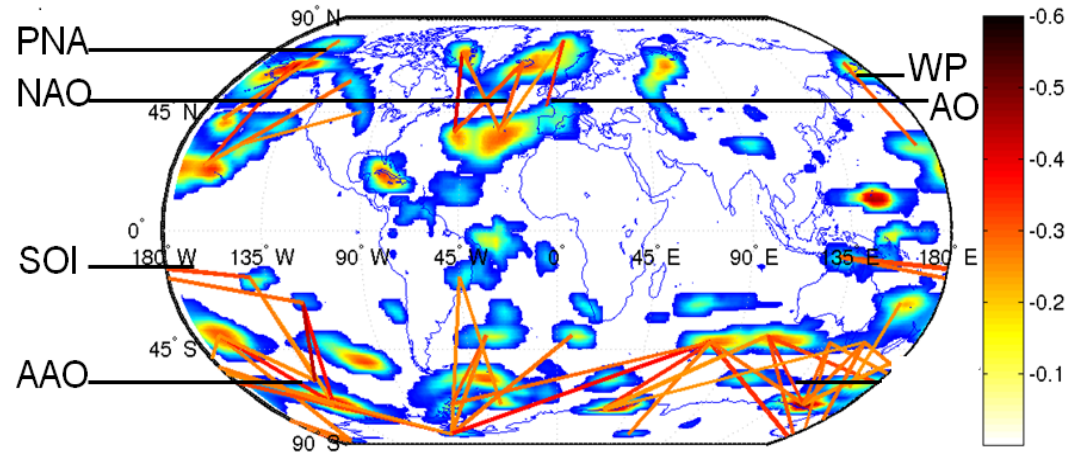 90° N
-0.6
PNA
WP
-0.5
NAO
45° N
AO
-0.4
0°
-0.3
SOI
180° W 135° W 90° W 45° W 0° 45° E 90° E 135° E 180° E
-0.2
45° S
AAO
-0.1
90° S